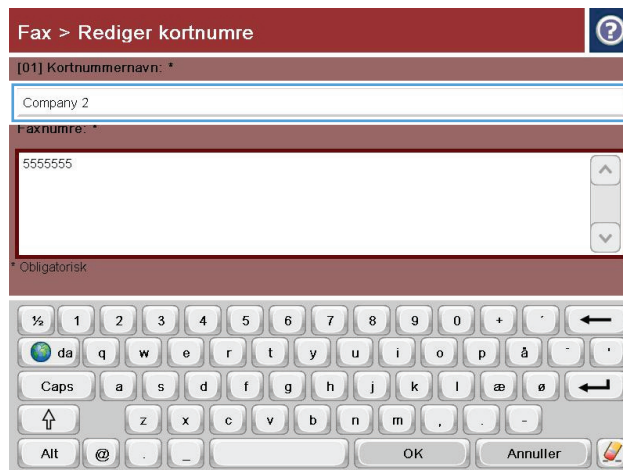 Fax > Rediger kortnumre ?
[01] Kortnummernavn: *
Company 2
Faxnumre: *
5555555
* Obligatorisk
½ 1 2 3 4 5 6 7 8 9 0 + ´
da q w e r t y u i o p å ¨ '
Caps a s d f g h j k l æ ø
z x c v b n m , . -
Alt @ . _ OK Annuller